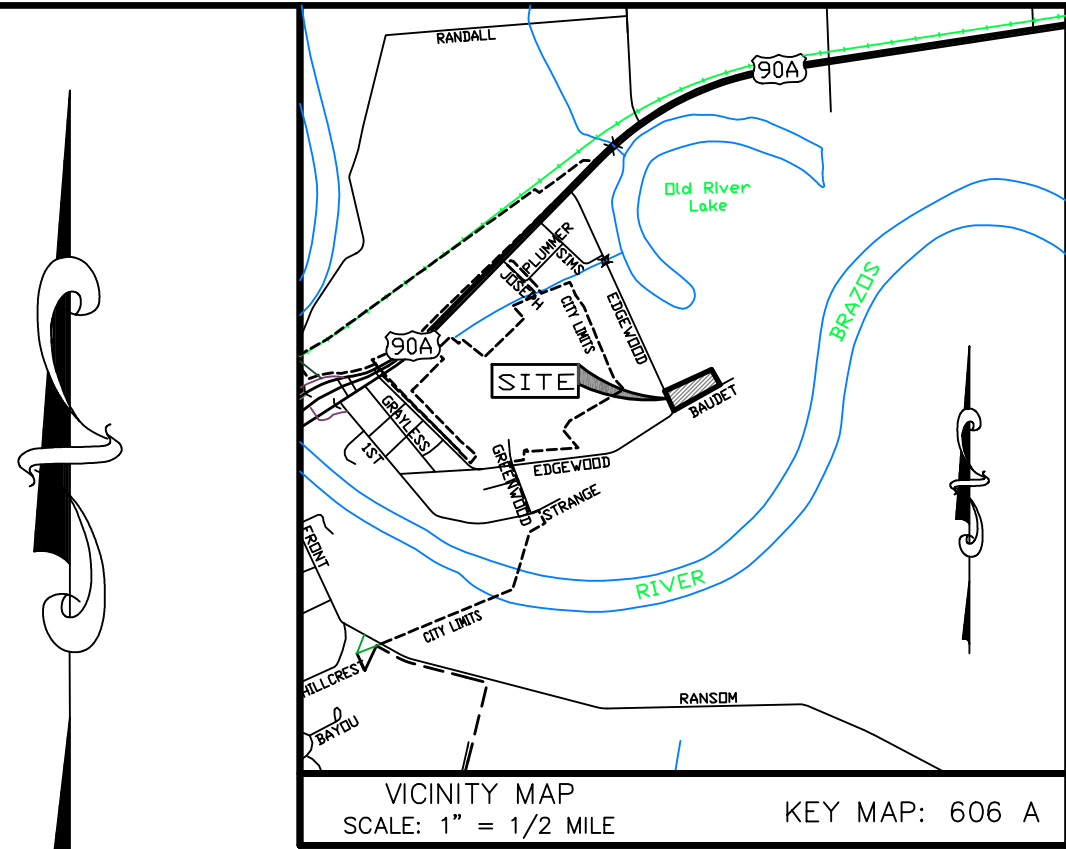 RANDALL
90A
Old River
Lake
PLUMMER
SIMS
JOSEPH
CITY LIMITS
EDGEWOOD
BRAZOS
90A
SITE
BAUDET
GRAYLESS
1ST
GREENWOOD
EDGEWOOD
STRANGE
FRONT
RIVER
CITY LIMITS
HILLCREST
RANSOM
BAYOU
VICINITY MAP
SCALE: 1" = 1/2 MILE
KEY MAP: 606 A